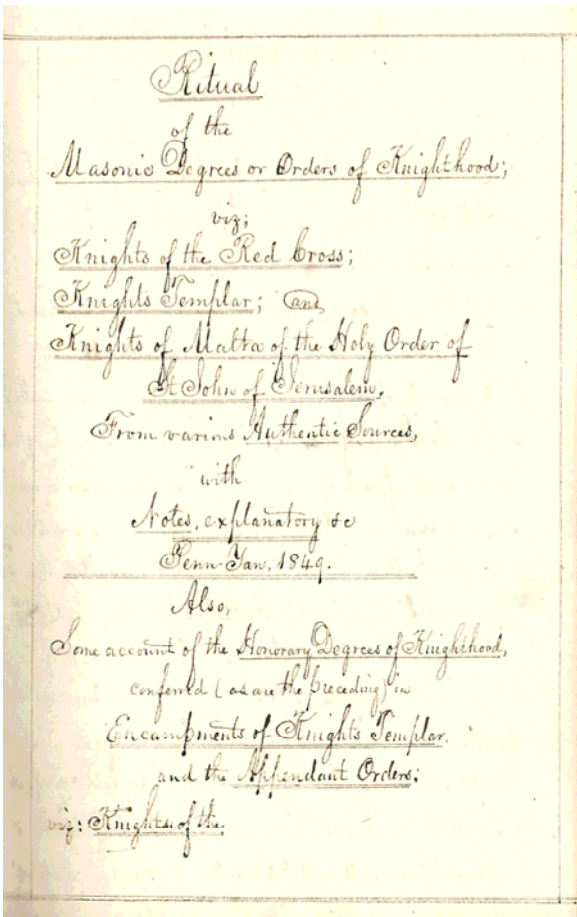 Ritual
of the
Masonic Degrees or Orders of Knighthood;
viz;
Knights of the Red Cross;
Knights Templar; and
Knights of Malta of the Holy Order of
St John of Jerusalem,
From various Authentic Sources,
with
Notes, explanatory &c
Penn-Yan, 1849.
Also,
Some account of the Honorary Degrees of Knighthood,
conferred (as are the preceding) in
Encampments of Knights Templar,
and the Appendant Orders;
viz: Knights of the